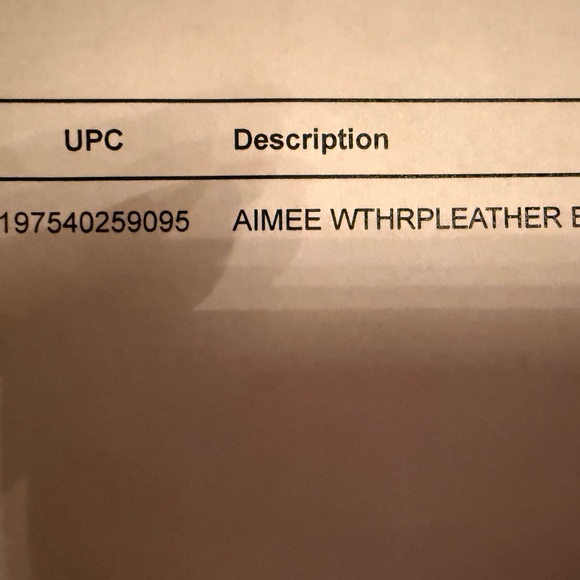 UPC Description
197540259095 AIMEE WTHRPLEATHER